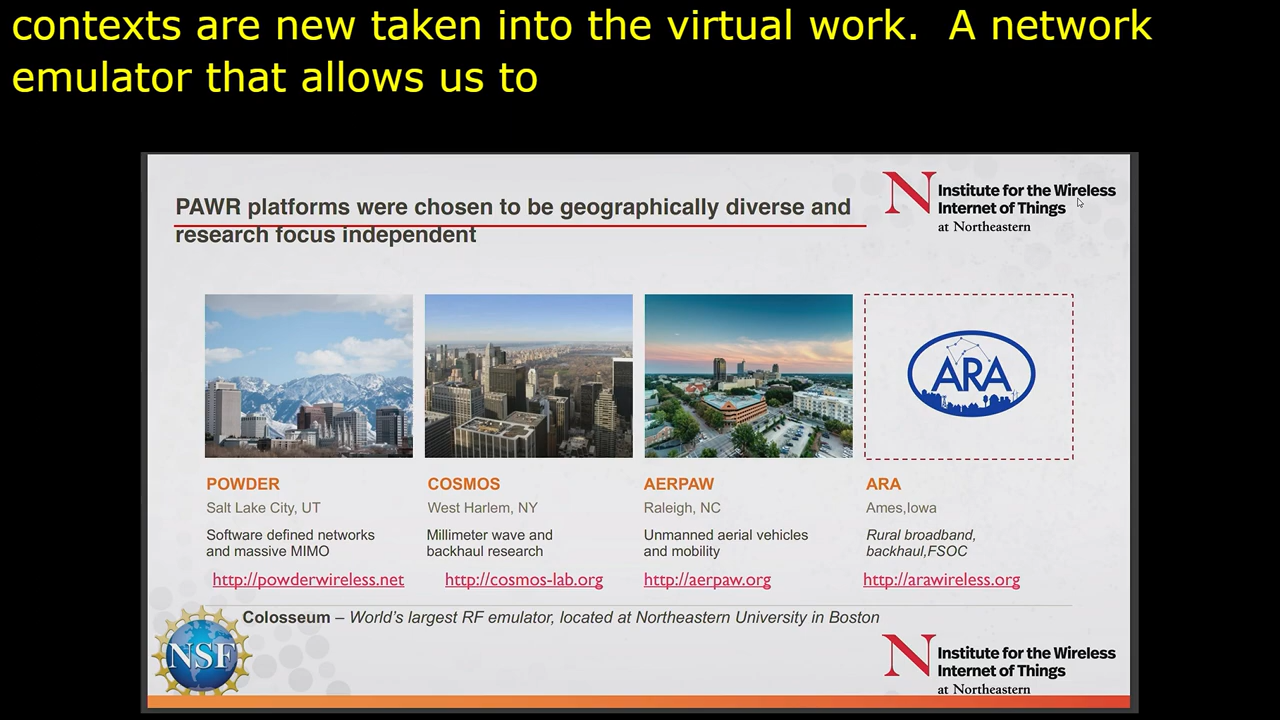 contexts are new taken into the virtual work.  A network
emulator that allows us to
PAWR platforms were chosen to be geographically diverse and
research focus independent
N Institute for the Wireless
Internet of Things
at Northeastern
ARA
POWDER
Salt Lake City, UT
Software defined networks
and massive MIMO
http://powderwireless.net
COSMOS
West Harlem, NY
Millimeter wave and
backhaul research
http://cosmos-lab.org
AERPAW
Raleigh, NC
Unmanned aerial vehicles
and mobility
http://aerpaw.org
ARA
Ames,Iowa
Rural broadband,
backhaul,FSOC
http://arawireless.org
Colosseum – World's largest RF emulator, located at Northeastern University in Boston
NSF
N Institute for the Wireless
Internet of Things
at Northeastern